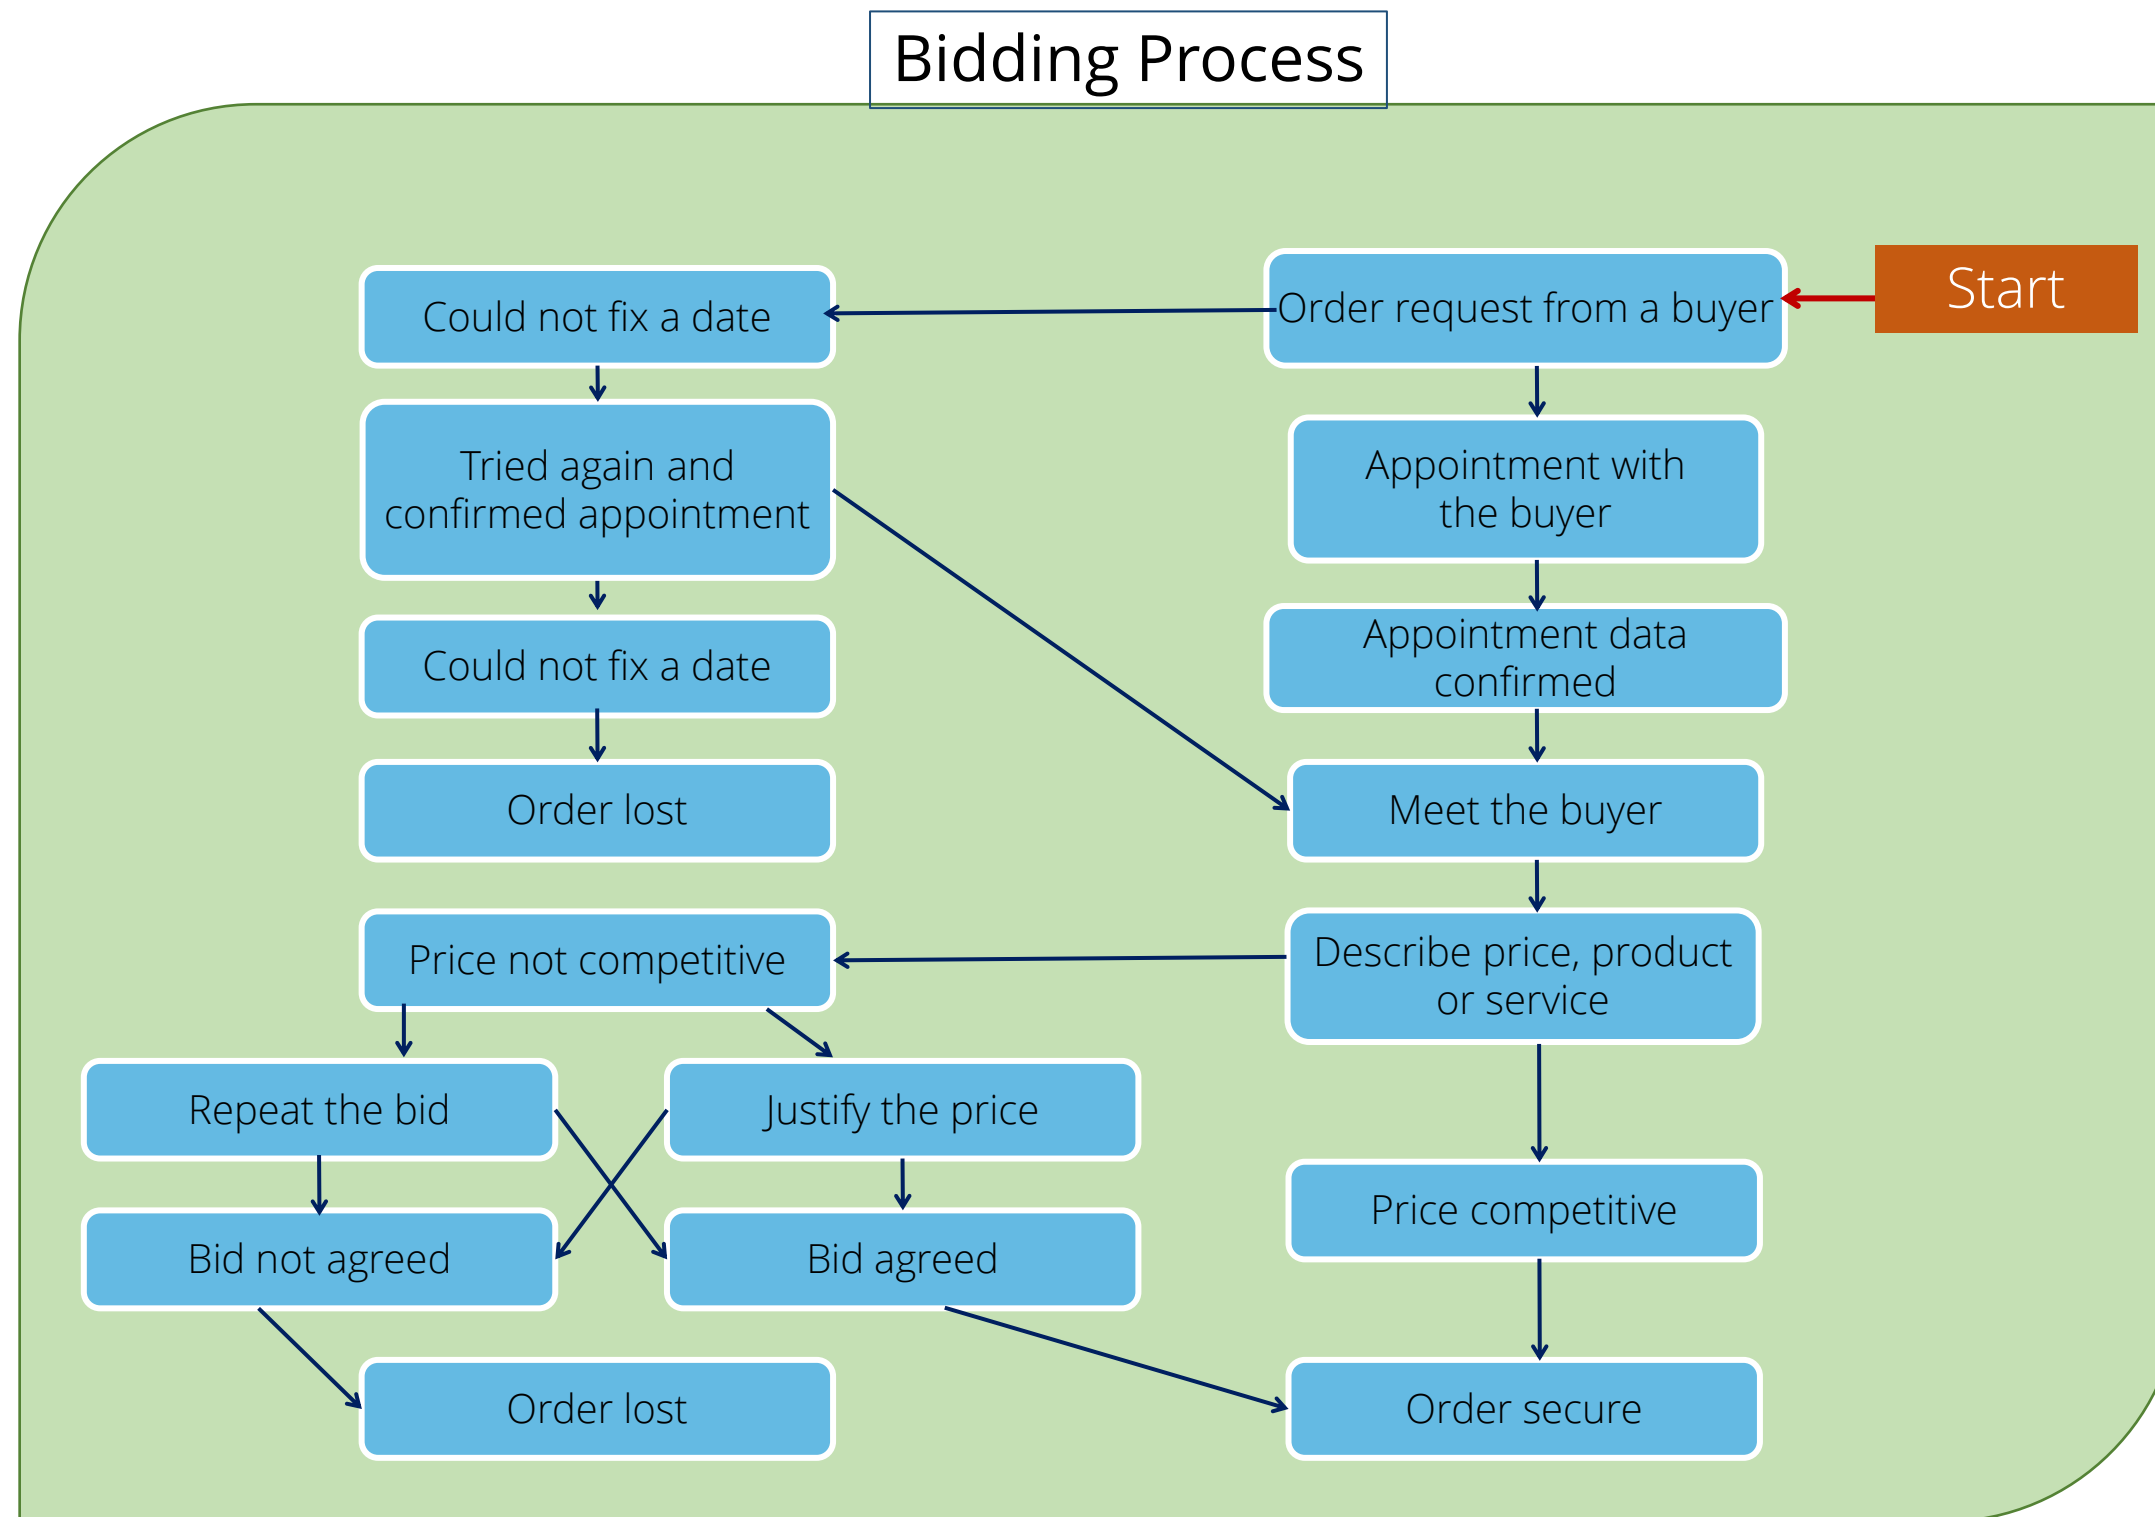 Bidding Process
Start
Order request from a buyer
Could not fix a date
Tried again and
confirmed appointment
Could not fix a date
Order lost
Appointment with
the buyer
Appointment data
confirmed
Meet the buyer
Describe price, product
or service
Price not competitive
Repeat the bid
Justify the price
Bid not agreed
Bid agreed
Order lost
Price competitive
Order secure